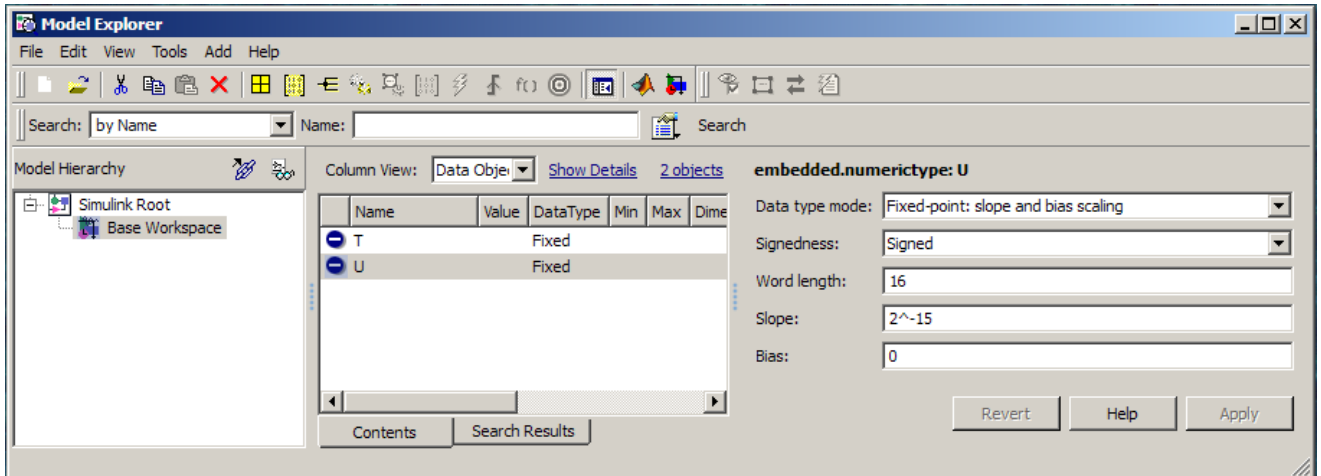 Model Explorer
File Edit View Tools Add Help
f()
Search: by Name Name: Search
Model Hierarchy
Simulink Root
Base Workspace
Column View: Data Obje Show Details 2 objects
Name Value DataType Min Max Dime
T Fixed
U Fixed
Contents Search Results
embedded.numerictype: U
Data type mode: Fixed-point: slope and bias scaling
Signedness: Signed
Word length: 16
Slope: 2^-15
Bias: 0
Revert Help Apply